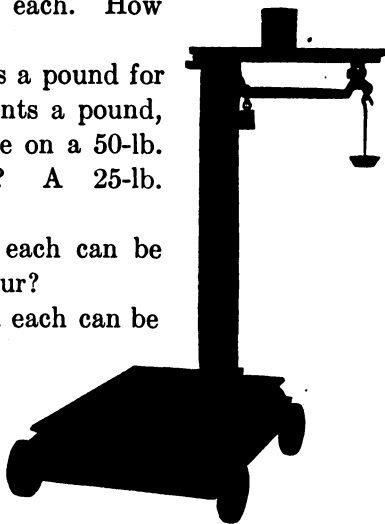 each. How
s a pound for
nts a pound,
e on a 50-lb.
? A 25-lb.
each can be
ur?
each can be